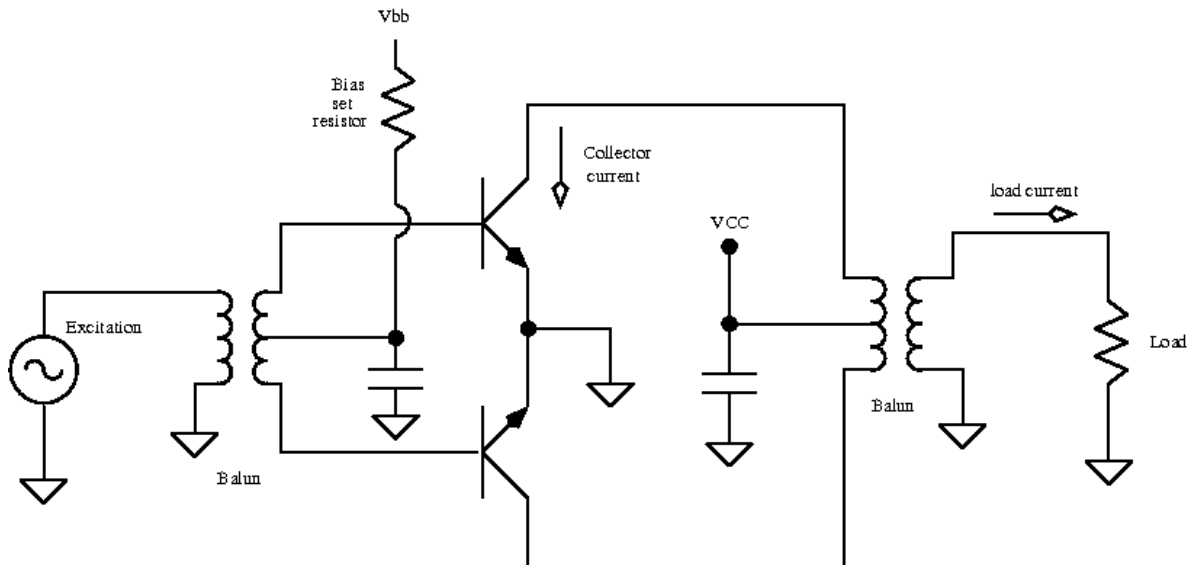 Vbb
Bias
set
resistor
Collector
current
load current
VCC
Excitation
Load
Balun
Balun